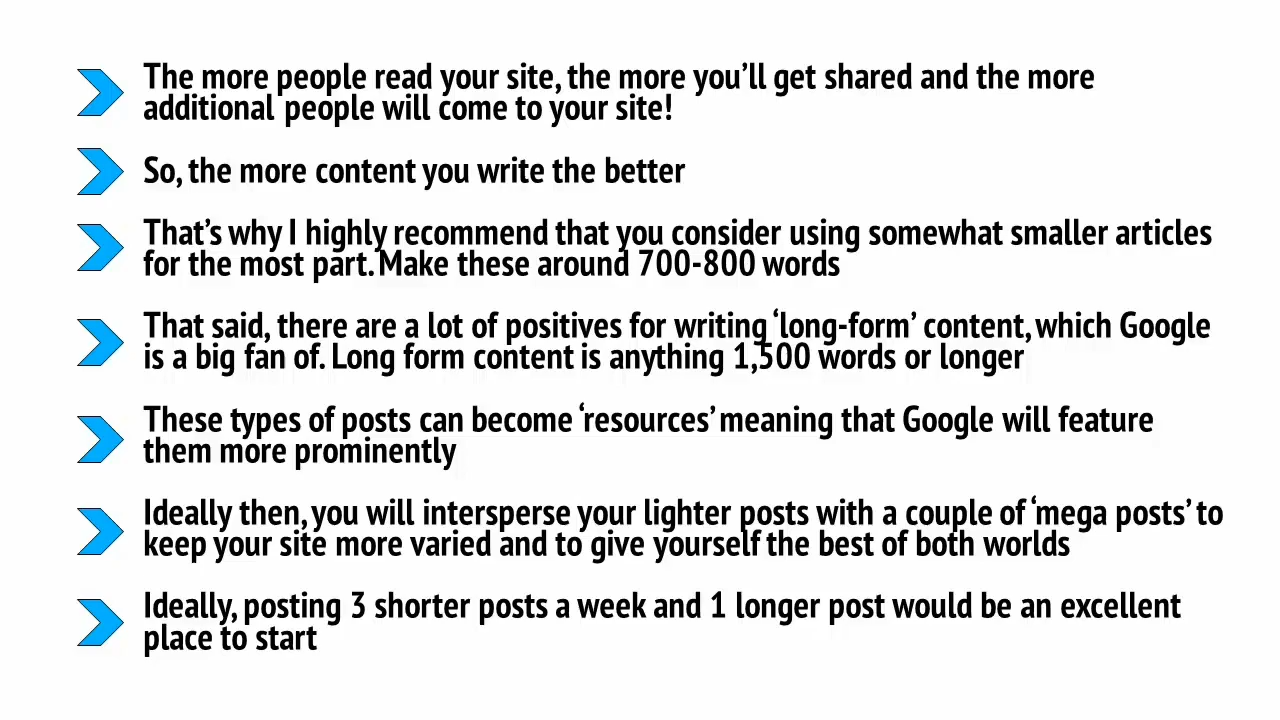 The more people read your site, the more you’ll get shared and the more
additional people will come to your site!
So, the more content you write the better
That’s why I highly recommend that you consider using somewhat smaller articles
for the most part. Make these around 700-800 words
That said, there are a lot of positives for writing ‘long-form’ content, which Google
is a big fan of. Long form content is anything 1,500 words or longer
These types of posts can become ‘resources’ meaning that Google will feature
them more prominently
Ideally then, you will intersperse your lighter posts with a couple of ‘mega posts’ to
keep your site more varied and to give yourself the best of both worlds
Ideally, posting 3 shorter posts a week and 1 longer post would be an excellent
place to start